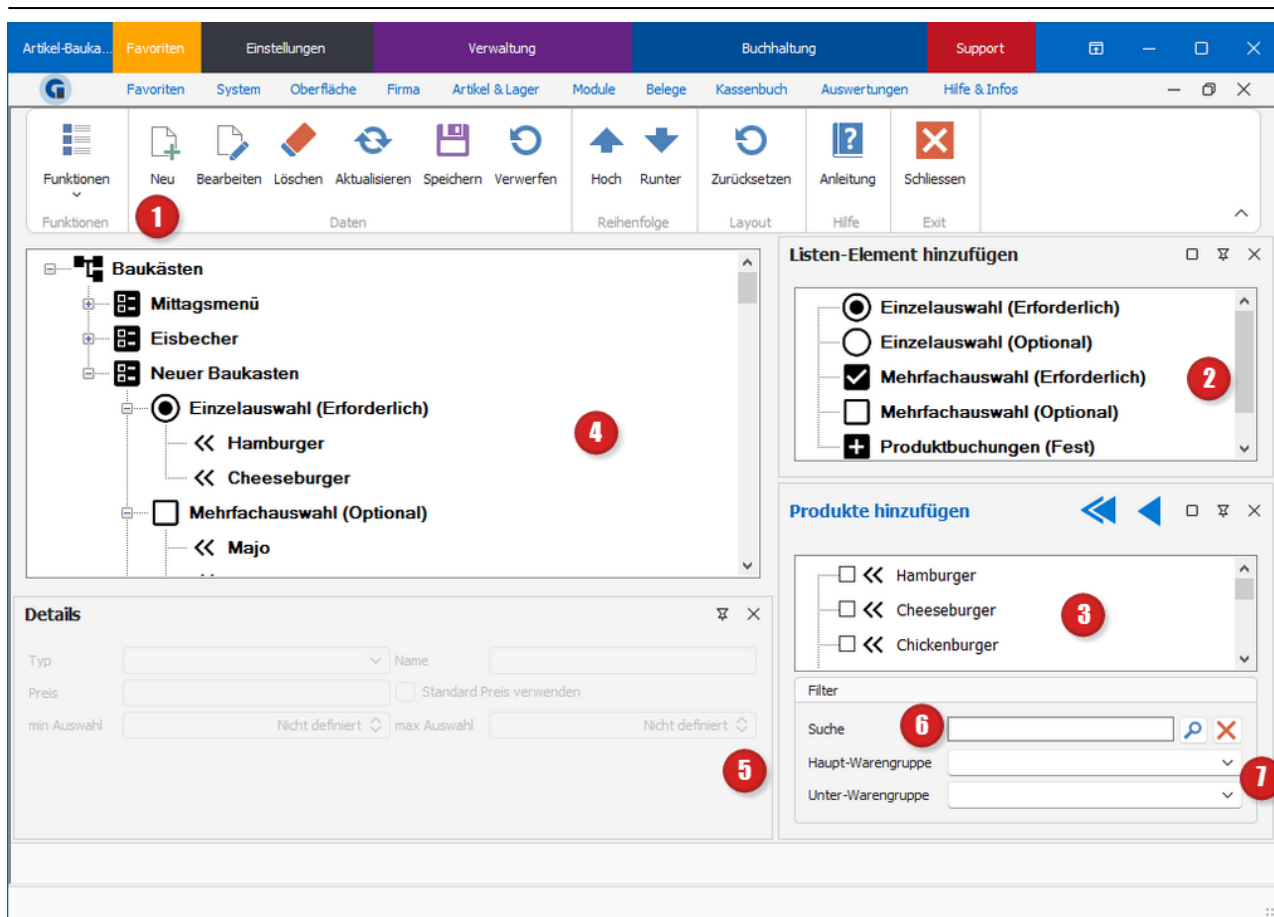 Artikel-Bauka... Favoriten Einstellungen Verwaltung Buchhaltung Support
Favoriten System Oberfläche Firma Artikel & Lager Module Belege Kassenbuch Auswertungen Hilfe & Infos
Funktionen Neu Bearbeiten Löschen Aktualisieren Speichern Verwerfen Hoch Runter Zurücksetzen Anleitung Schliessen
Funktionen 1 Daten Reihenfolge Layout Hilfe Exit
Baukästen
Mittagsmenü
Eisbecher
Neuer Baukasten
Einzelauswahl (Erforderlich)
Hamburger
4
Cheeseburger
Mehrfachauswahl (Optional)
Majo
Listen-Element hinzufügen
Einzelauswahl (Erforderlich)
Einzelauswahl (Optional)
Mehrfachauswahl (Erforderlich)
2
Mehrfachauswahl (Optional)
Produktbuchungen (Fest)
Produkte hinzufügen
Hamburger
Cheeseburger
3
Chickenburger
Filter
Suche 6
Haupt-Warengruppe
7
Unter-Warengruppe
Details
Typ Name
Preis Standard Preis verwenden
min Auswahl Nicht definiert max Auswahl Nicht definiert
5